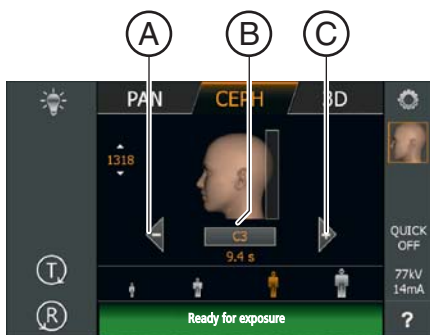 A B C
PAN CEPH 3D
1318
C3
9.4 s
QUICK
OFF
T
77kV
14mA
R
Ready for exposure
?